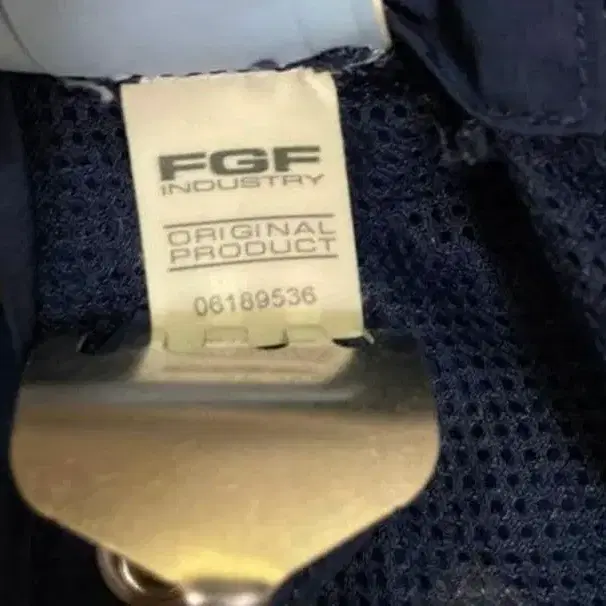 FGF
INDUSTRY
ORIGINAL
PRODUCT
06189536